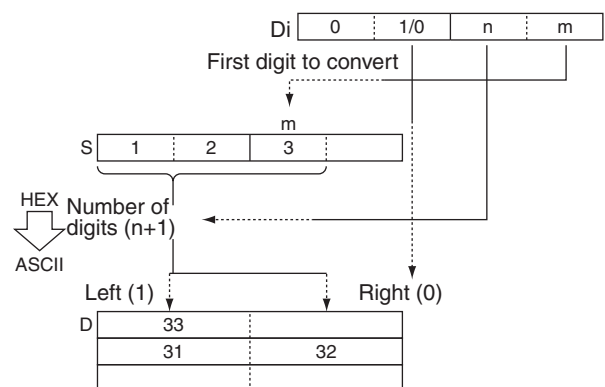 Di 0 1/0 n m
First digit to convert
m
S 1 2 3
HEX
Number of
digits (n+1)
ASCII
Left (1) Right (0)
D 33
31 32